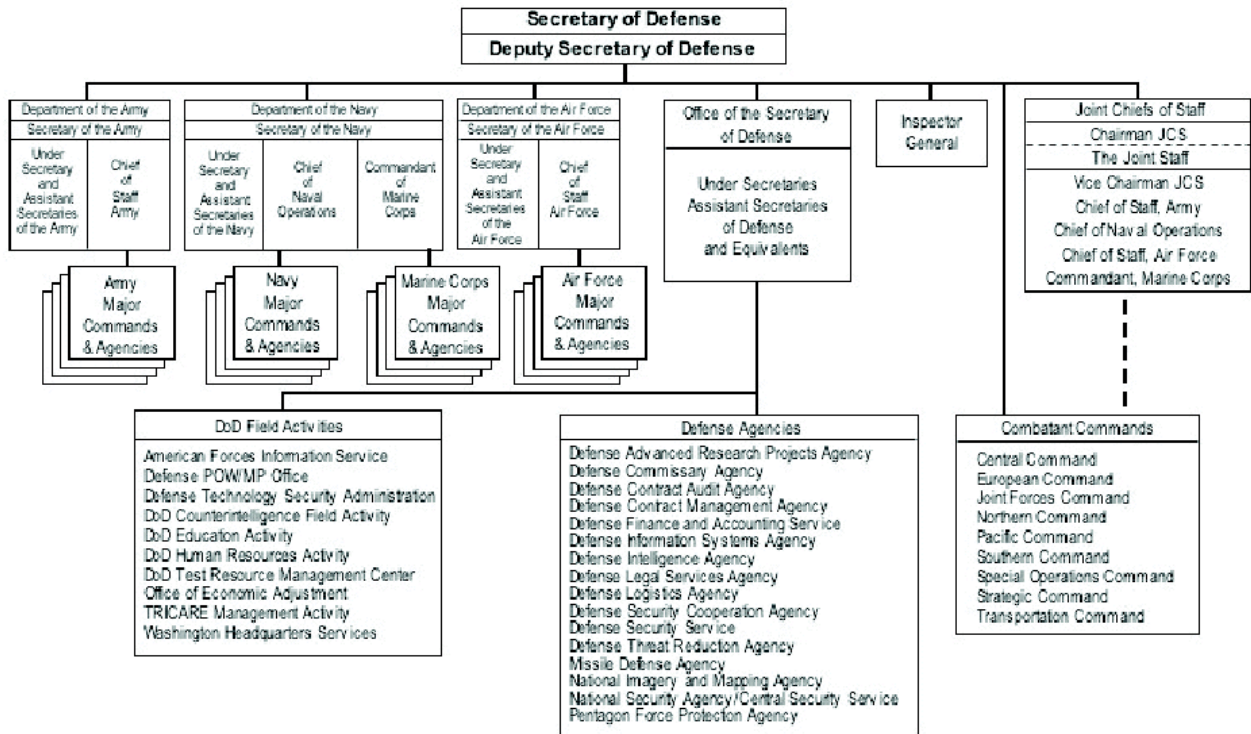 Secretary of Defense
Deputy Secretary of Defense
Department of the Army
Secretary of the Army
Under
Secretary
and
Assistant
Secretaries
of the Army
Chief
of
Staff
Army
Department of the Navy
Secretary of the Navy
Under
Secretary
and
Assistant
Secretaries
of the Navy
Chief
of
Naval
Operations
Commandant
of
Marine
Corps
Department of the Air Force
Secretary of the Air Force
Under
Secretary
and
Assistant
Secretaries
of the
Air Force
Chief
of
Staff
Air Force
Office of the Secretary
of Defense
Under Secretaries
Assistant Secretaries
of Defense
and Equivalents
Inspector
General
Joint Chiefs of Staff
Chairman JCS
The Joint Staff
Vice Chairman JCS
Chief of Staff, Army
Chief of Naval Operations
Chief of Staff, Air Force
Commandant, Marine Corps
Army
Major
Commands
& Agencies
Navy
Major
Commands
& Agencies
Marine Corps
Major
Commands
& Agencies
Air Force
Major
Commands
& Agencies
DoD Field Activities
American Forces Information Service
Defense POW/MP Office
Defense Technology Security Administration
DoD Counterintelligence Field Activity
DoD Education Activity
DoD Human Resources Activity
DoD Test Resource Management Center
Office of Economic Adjustment
TRICARE Management Activity
Washington Headquarters Services
Defense Agencies
Defense Advanced Research Projects Agency
Defense Commissary Agency
Defense Contract Audit Agency
Defense Contract Management Agency
Defense Finance and Accounting Service
Defense Information Systems Agency
Defense Intelligence Agency
Defense Legal Services Agency
Defense Logistics Agency
Defense Security Cooperation Agency
Defense Security Service
Defense Threat Reduction Agency
Missile Defense Agency
National Imagery and Mapping Agency
National Security Agency/Central Security Service
Pentagon Force Protection Agency
Combatant Commands
Central Command
European Command
Joint Forces Command
Northern Command
Pacific Command
Southern Command
Special Operations Command
Strategic Command
Transportation Command